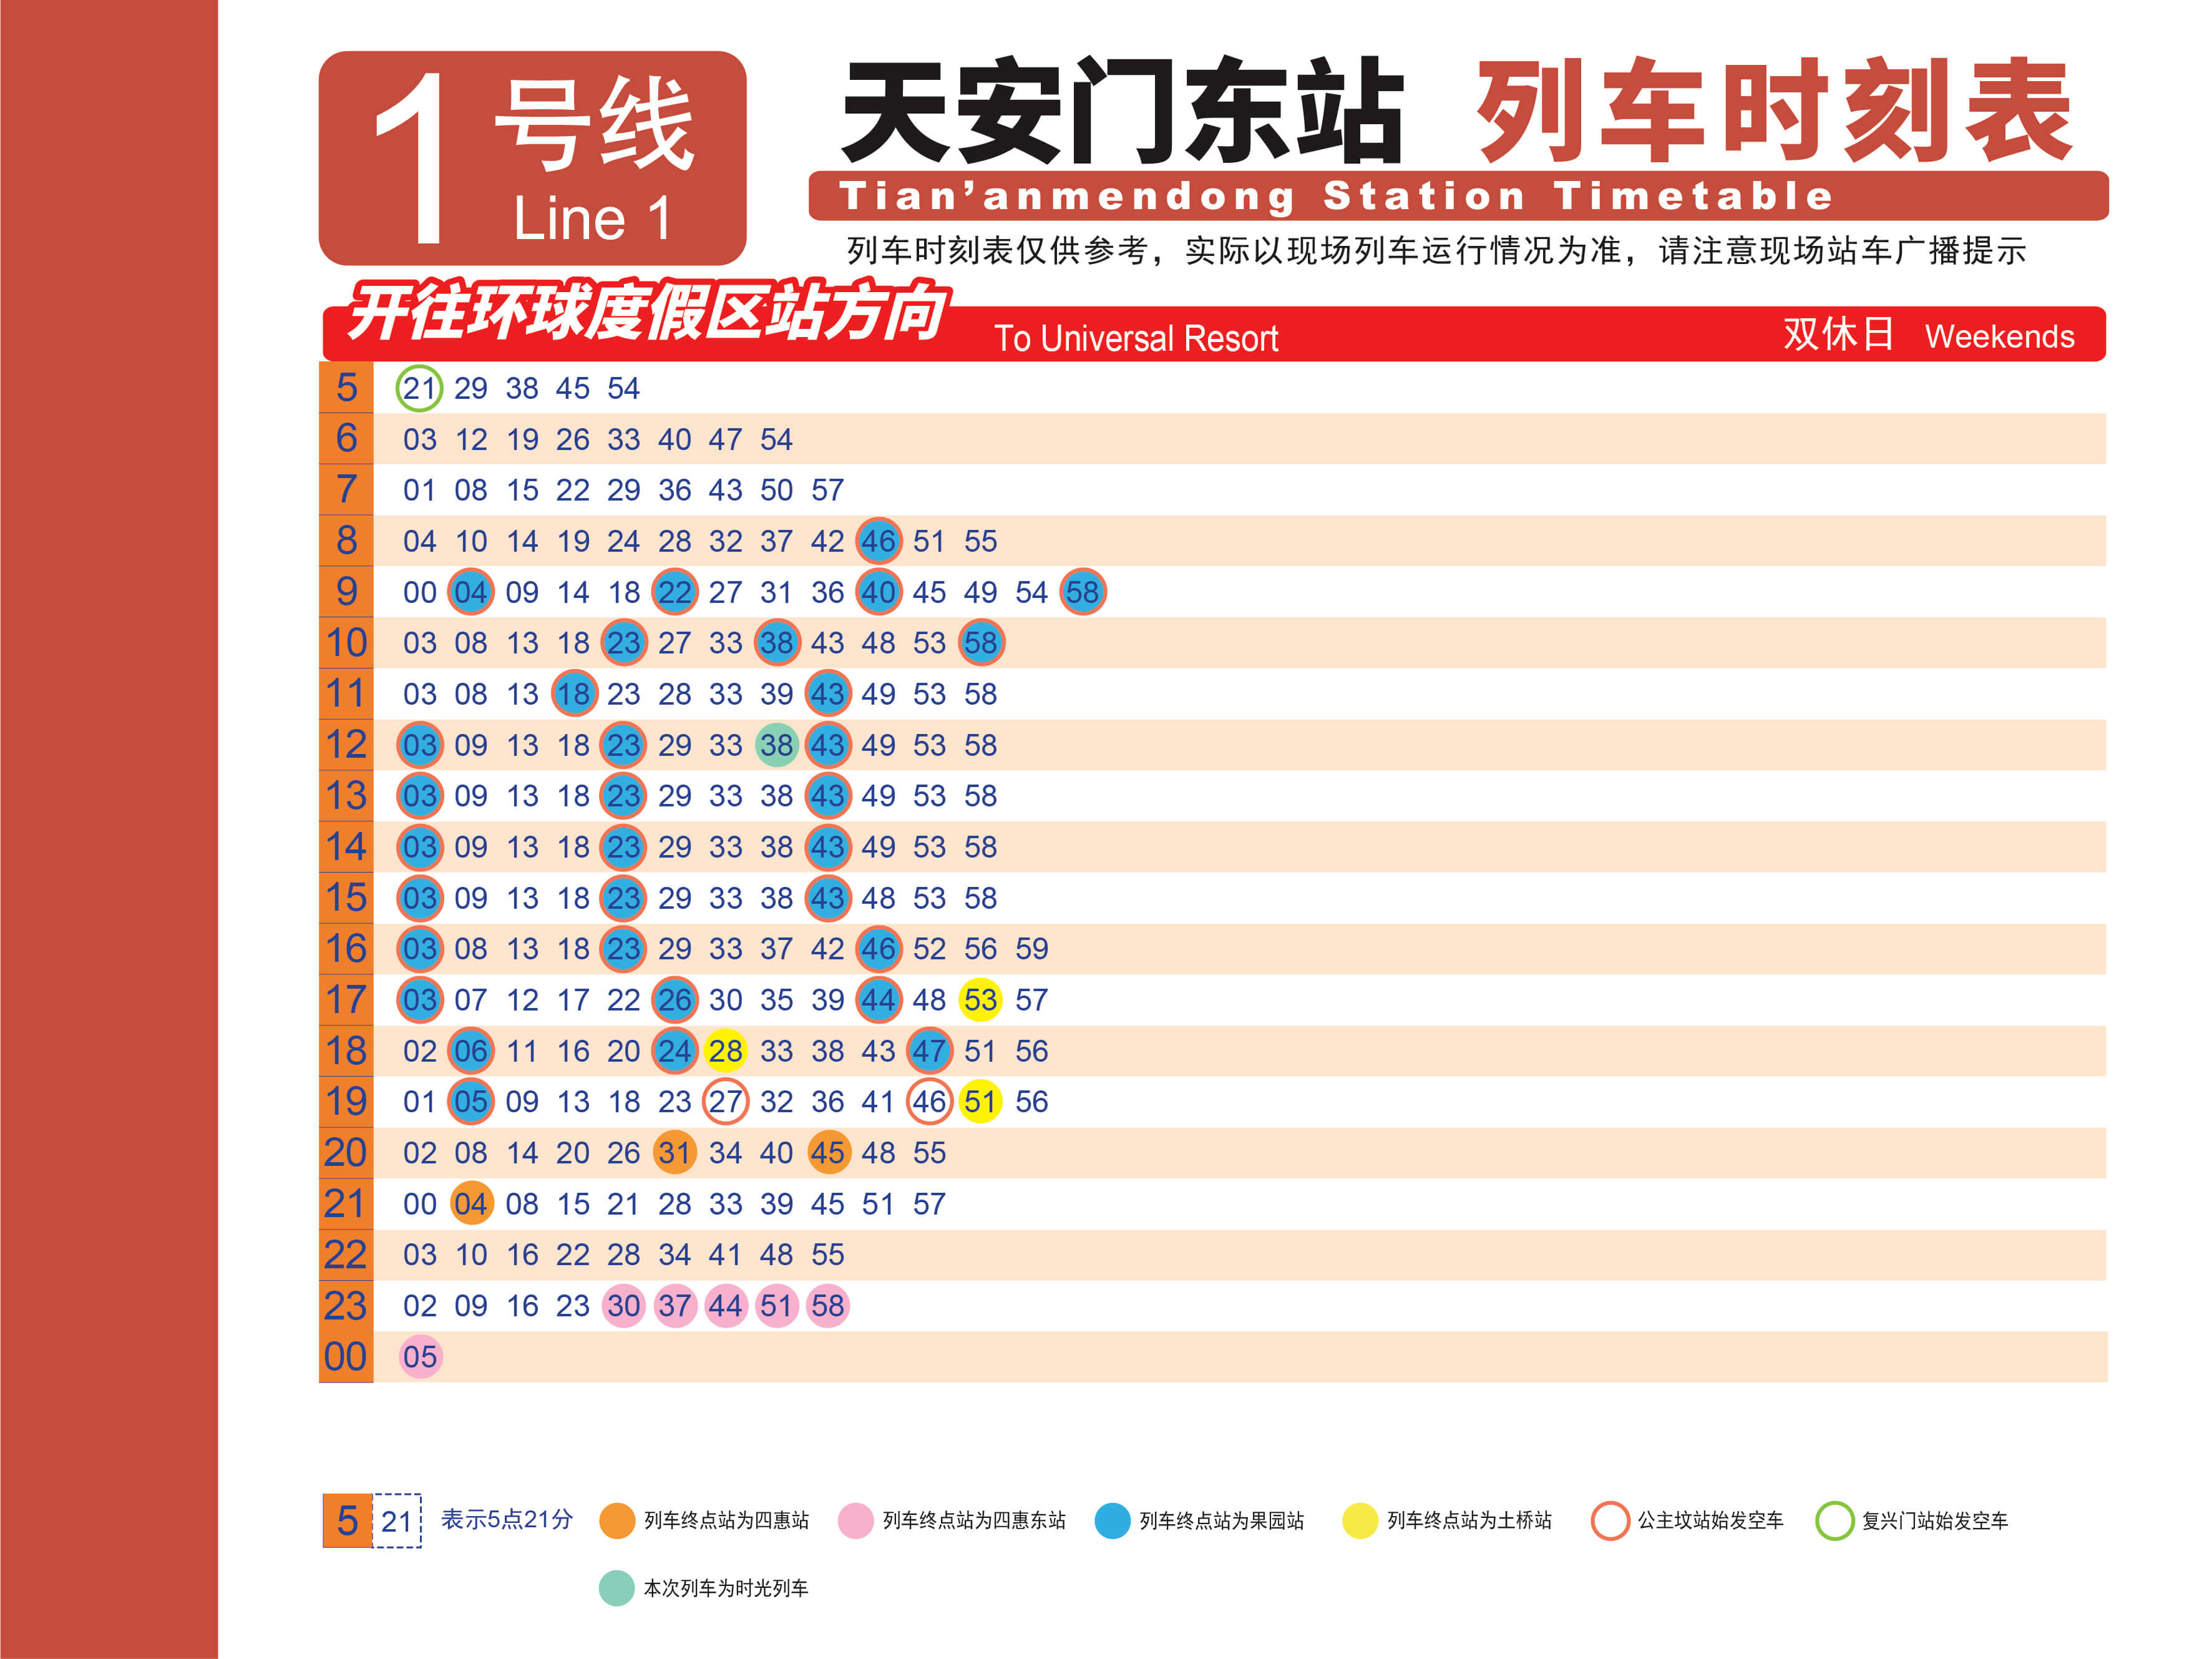 1号线
Line 1
天安门东站 列车时刻表
Tian’anmendong Station Timetable
列车时刻表仅供参考，实际以现场列车运行情况为准，请注意现场站车广播提示
开往环球度假区站方向 To Universal Resort 双休日 Weekends
5 21 29 38 45 54
6 03 12 19 26 33 40 47 54
7 01 08 15 22 29 36 43 50 57
8 04 10 14 19 24 28 32 37 42 46 51 55
9 00 04 09 14 18 22 27 31 36 40 45 49 54 58
10 03 08 13 18 23 27 33 38 43 48 53 58
11 03 08 13 18 23 28 33 39 43 49 53 58
12 03 09 13 18 23 29 33 38 43 49 53 58
13 03 09 13 18 23 29 33 38 43 49 53 58
14 03 09 13 18 23 29 33 38 43 49 53 58
15 03 09 13 18 23 29 33 38 43 48 53 58
16 03 08 13 18 23 29 33 37 42 46 52 56 59
17 03 07 12 17 22 26 30 35 39 44 48 53 57
18 02 06 11 16 20 24 28 33 38 43 47 51 56
19 01 05 09 13 18 23 27 32 36 41 46 51 56
20 02 08 14 20 26 31 34 40 45 48 55
21 00 04 08 15 21 28 33 39 45 51 57
22 03 10 16 22 28 34 41 48 55
23 02 09 16 23 30 37 44 51 58
00 05
5 21 表示5点21分 列车终点站为四惠站 列车终点站为四惠东站 列车终点站为果园站 列车终点站为土桥站 公主坟站始发空车 复兴门站始发空车
本次列车为时光列车